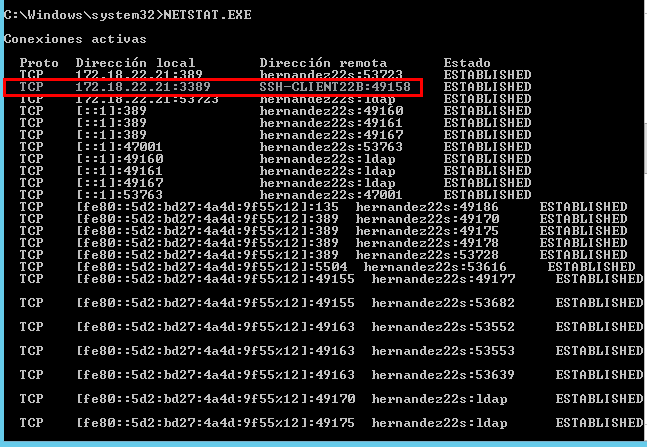 C:\Windows\system32>NETSTAT.EXE
Conexiones activas
Proto Dirección local Dirección remota Estado
TCP 172.18.22.21:389 hernandez22s:53723 ESTABLISHED
TCP 172.18.22.21:3389 SSH-CLIENT22B:49158 ESTABLISHED
TCP 172.18.22.21:53723 hernandez22s:ldap ESTABLISHED
TCP [::1]:389 hernandez22s:49160 ESTABLISHED
TCP [::1]:389 hernandez22s:49161 ESTABLISHED
TCP [::1]:389 hernandez22s:49167 ESTABLISHED
TCP [::1]:47001 hernandez22s:53763 ESTABLISHED
TCP [::1]:49160 hernandez22s:ldap ESTABLISHED
TCP [::1]:49161 hernandez22s:ldap ESTABLISHED
TCP [::1]:49167 hernandez22s:ldap ESTABLISHED
TCP [::1]:53763 hernandez22s:47001 ESTABLISHED
TCP [fe80::5d2:bd27:4a4d:9f55%12]:135 hernandez22s:49186 ESTABLISHED
TCP [fe80::5d2:bd27:4a4d:9f55%12]:389 hernandez22s:49170 ESTABLISHED
TCP [fe80::5d2:bd27:4a4d:9f55%12]:389 hernandez22s:49175 ESTABLISHED
TCP [fe80::5d2:bd27:4a4d:9f55%12]:389 hernandez22s:49178 ESTABLISHED
TCP [fe80::5d2:bd27:4a4d:9f55%12]:389 hernandez22s:53728 ESTABLISHED
TCP [fe80::5d2:bd27:4a4d:9f55%12]:5504 hernandez22s:53616 ESTABLISHED
TCP [fe80::5d2:bd27:4a4d:9f55%12]:49155 hernandez22s:49177 ESTABLISHED
TCP [fe80::5d2:bd27:4a4d:9f55%12]:49155 hernandez22s:53682 ESTABLISHED
TCP [fe80::5d2:bd27:4a4d:9f55%12]:49163 hernandez22s:53552 ESTABLISHED
TCP [fe80::5d2:bd27:4a4d:9f55%12]:49163 hernandez22s:53553 ESTABLISHED
TCP [fe80::5d2:bd27:4a4d:9f55%12]:49163 hernandez22s:53639 ESTABLISHED
TCP [fe80::5d2:bd27:4a4d:9f55%12]:49170 hernandez22s:ldap ESTABLISHED
TCP [fe80::5d2:bd27:4a4d:9f55%12]:49175 hernandez22s:ldap ESTABLISHED